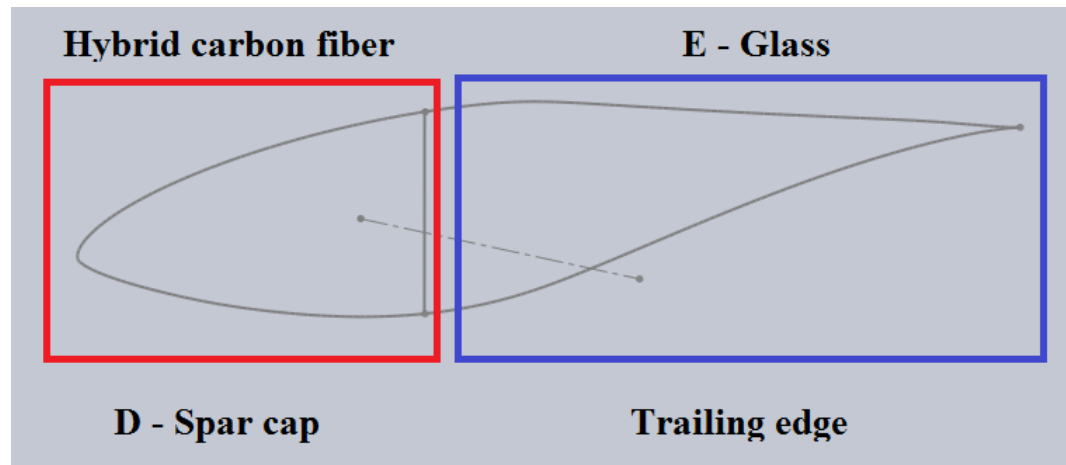 Hybrid carbon fiber
E - Glass
D - Spar cap
Trailing edge